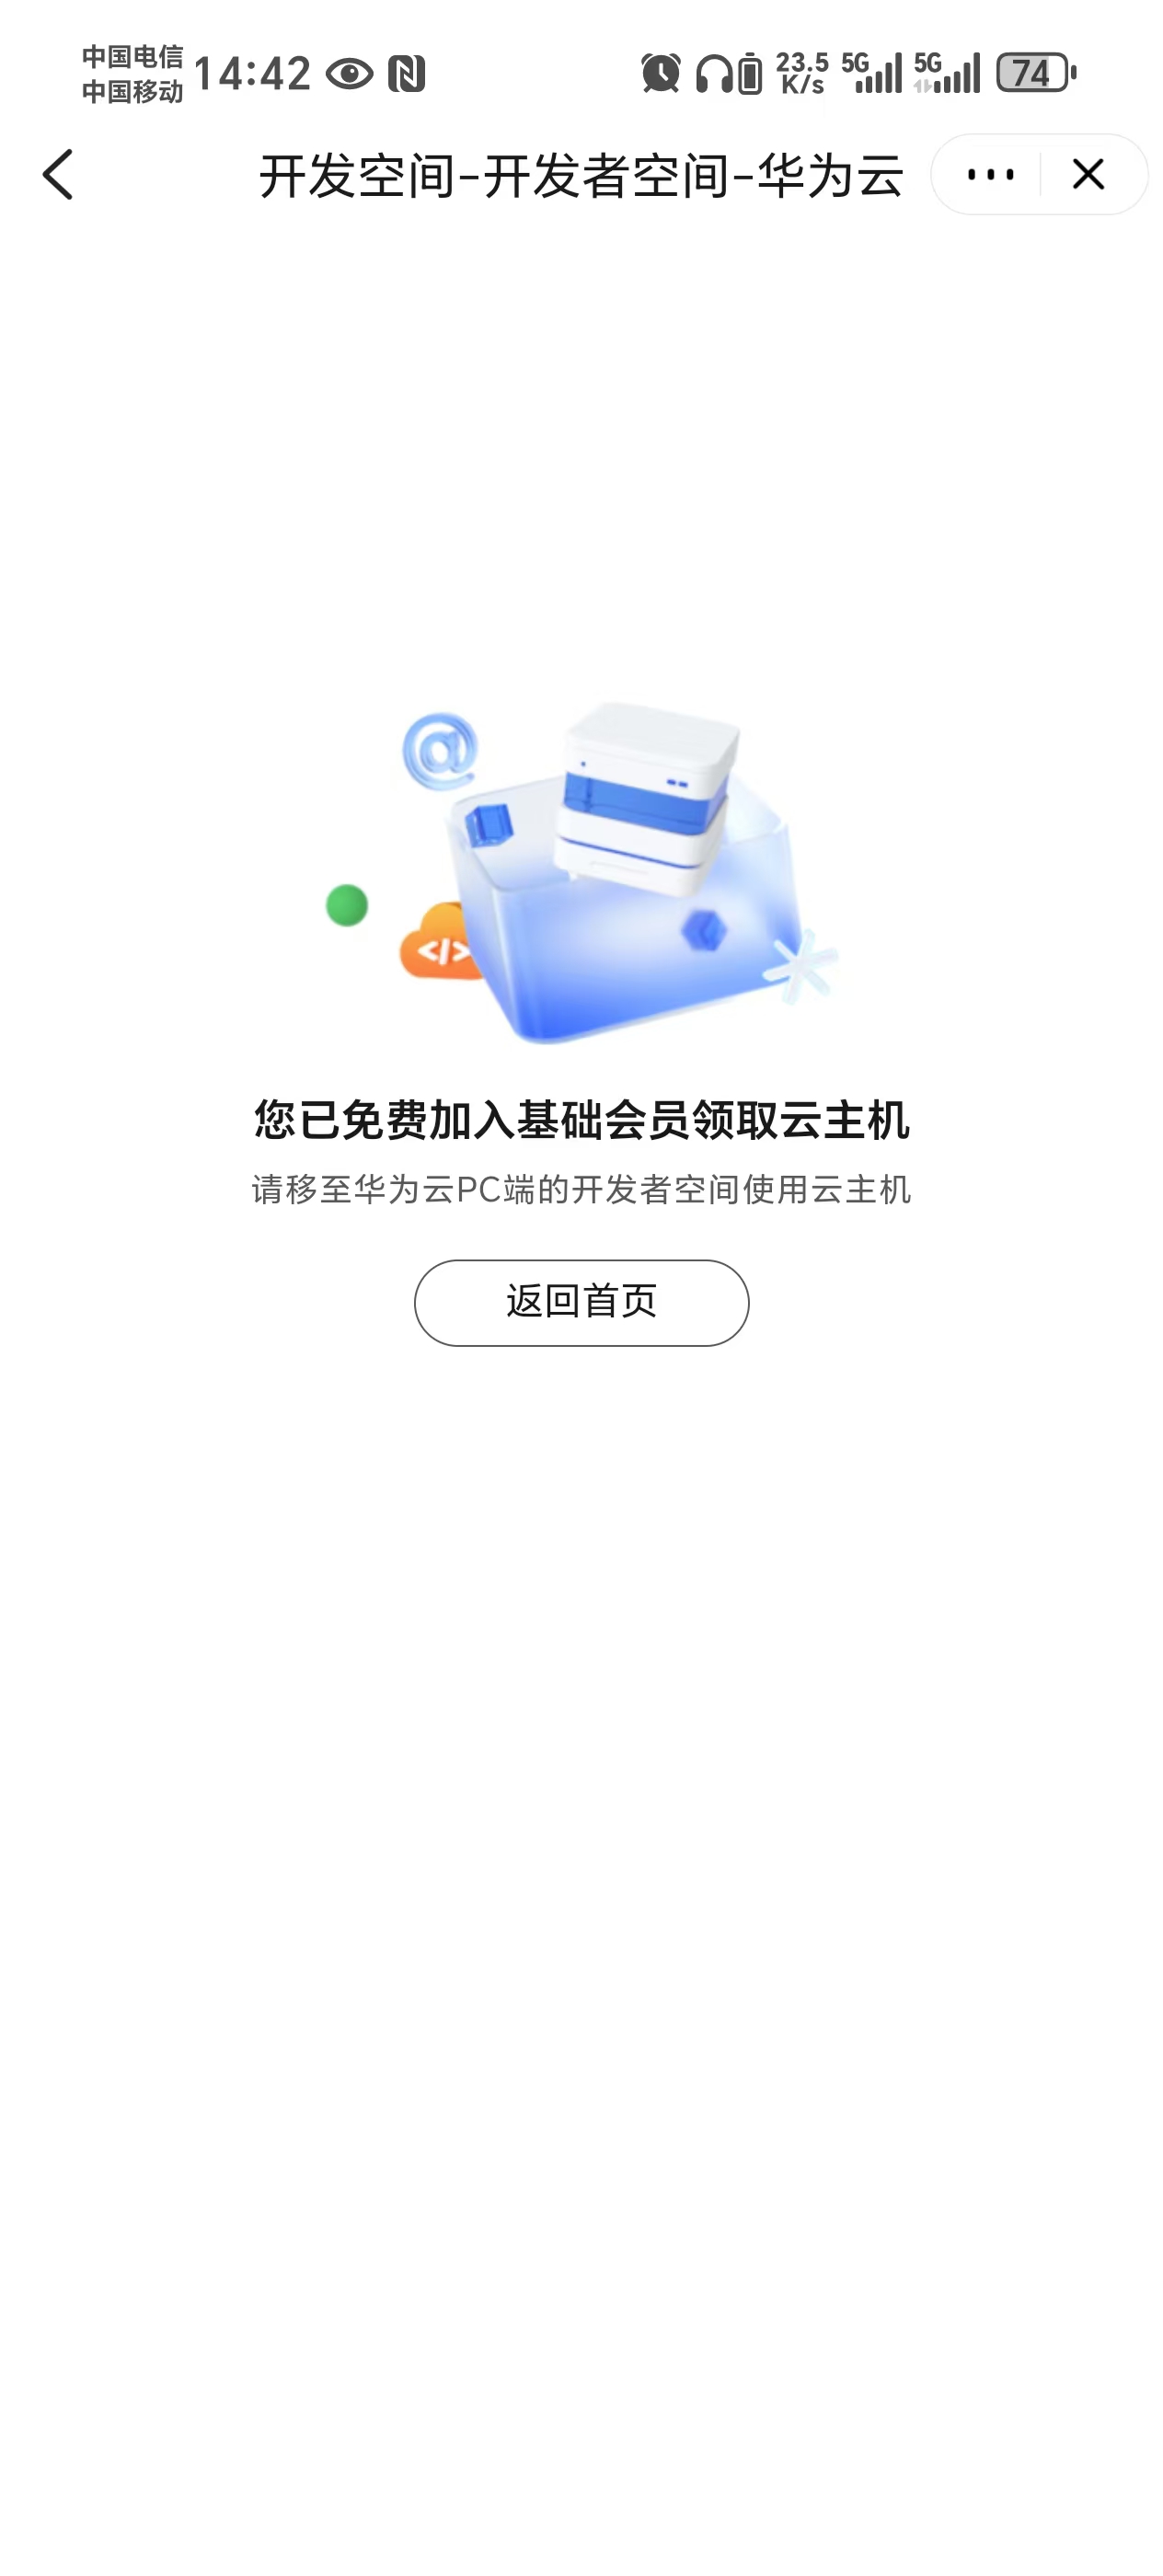 中国电信
中国移动
14:42
23.5
K/s
5G
5G
74
开发空间-开发者空间-华为云
@
</>
您已免费加入基础会员领取云主机
请移至华为云PC端的开发者空间使用云主机
返回首页